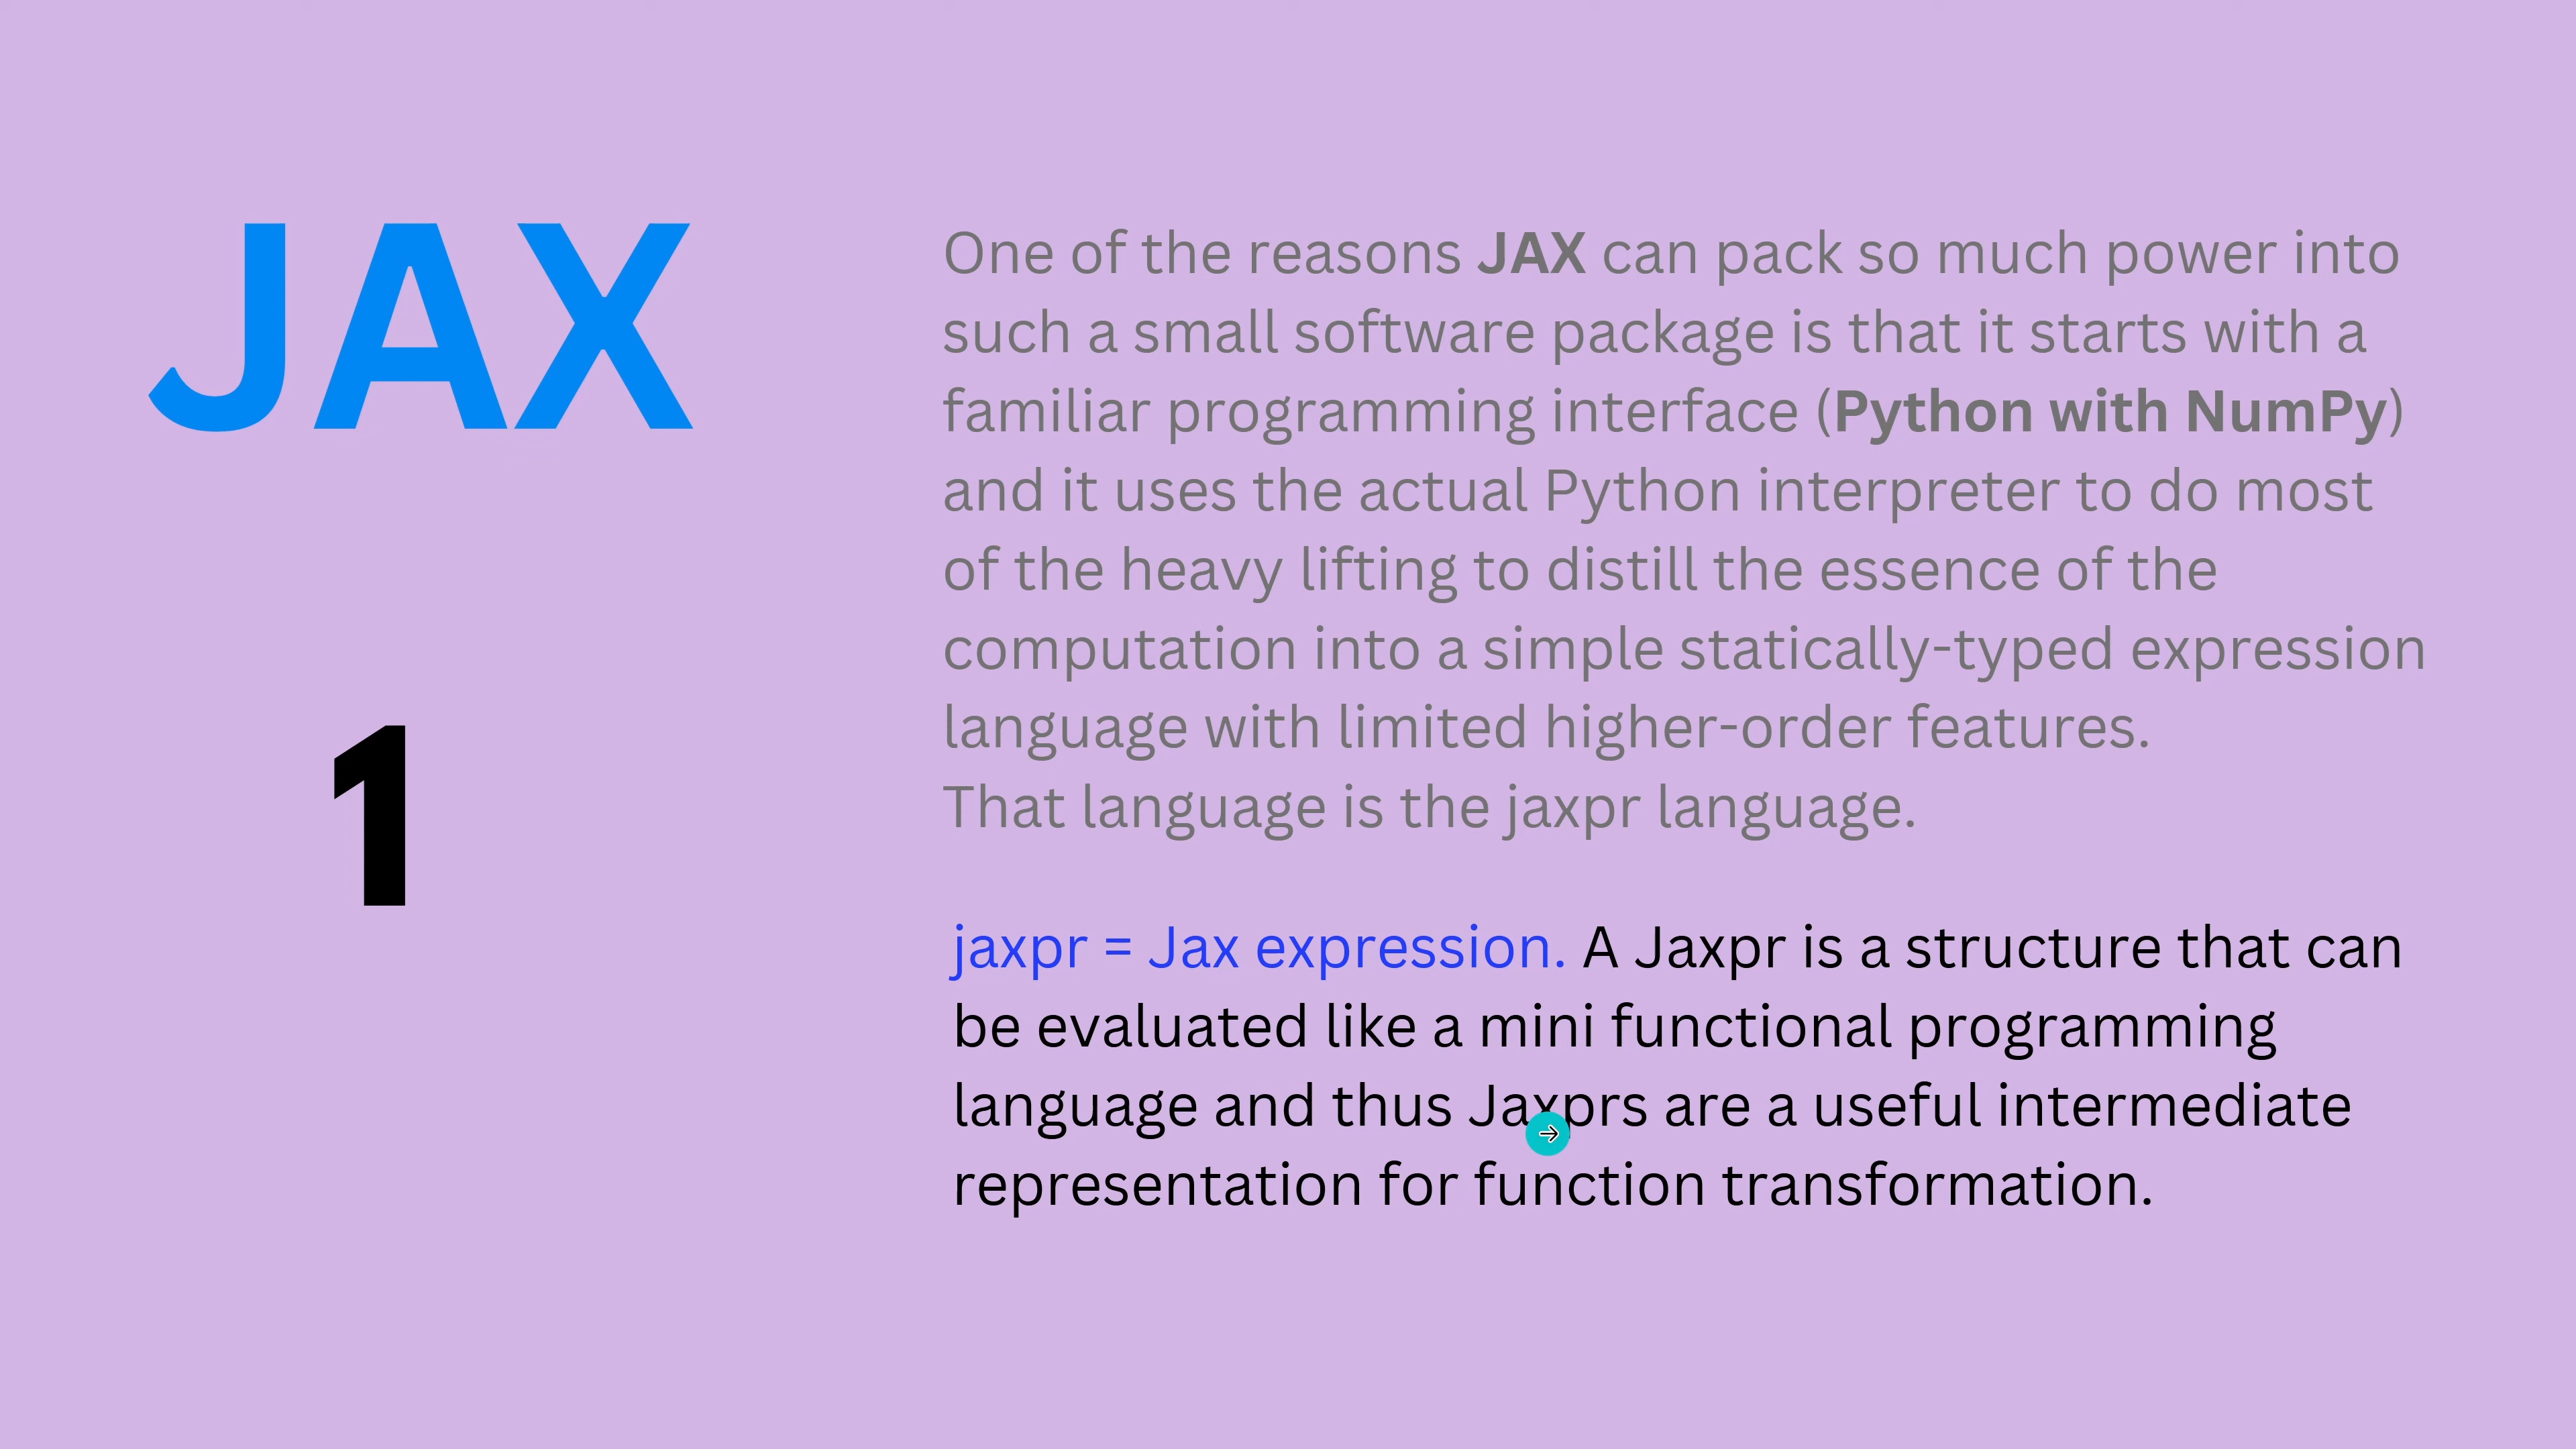 JAX
1
One of the reasons JAX can pack so much power into
such a small software package is that it starts with a
familiar programming interface (Python with NumPy)
and it uses the actual Python interpreter to do most
of the heavy lifting to distill the essence of the
computation into a simple statically-typed expression
language with limited higher-order features.
That language is the jaxpr language.
jaxpr = Jax expression. A Jaxpr is a structure that can
be evaluated like a mini functional programming
language and thus Jaxprs are a useful intermediate
representation for function transformation.